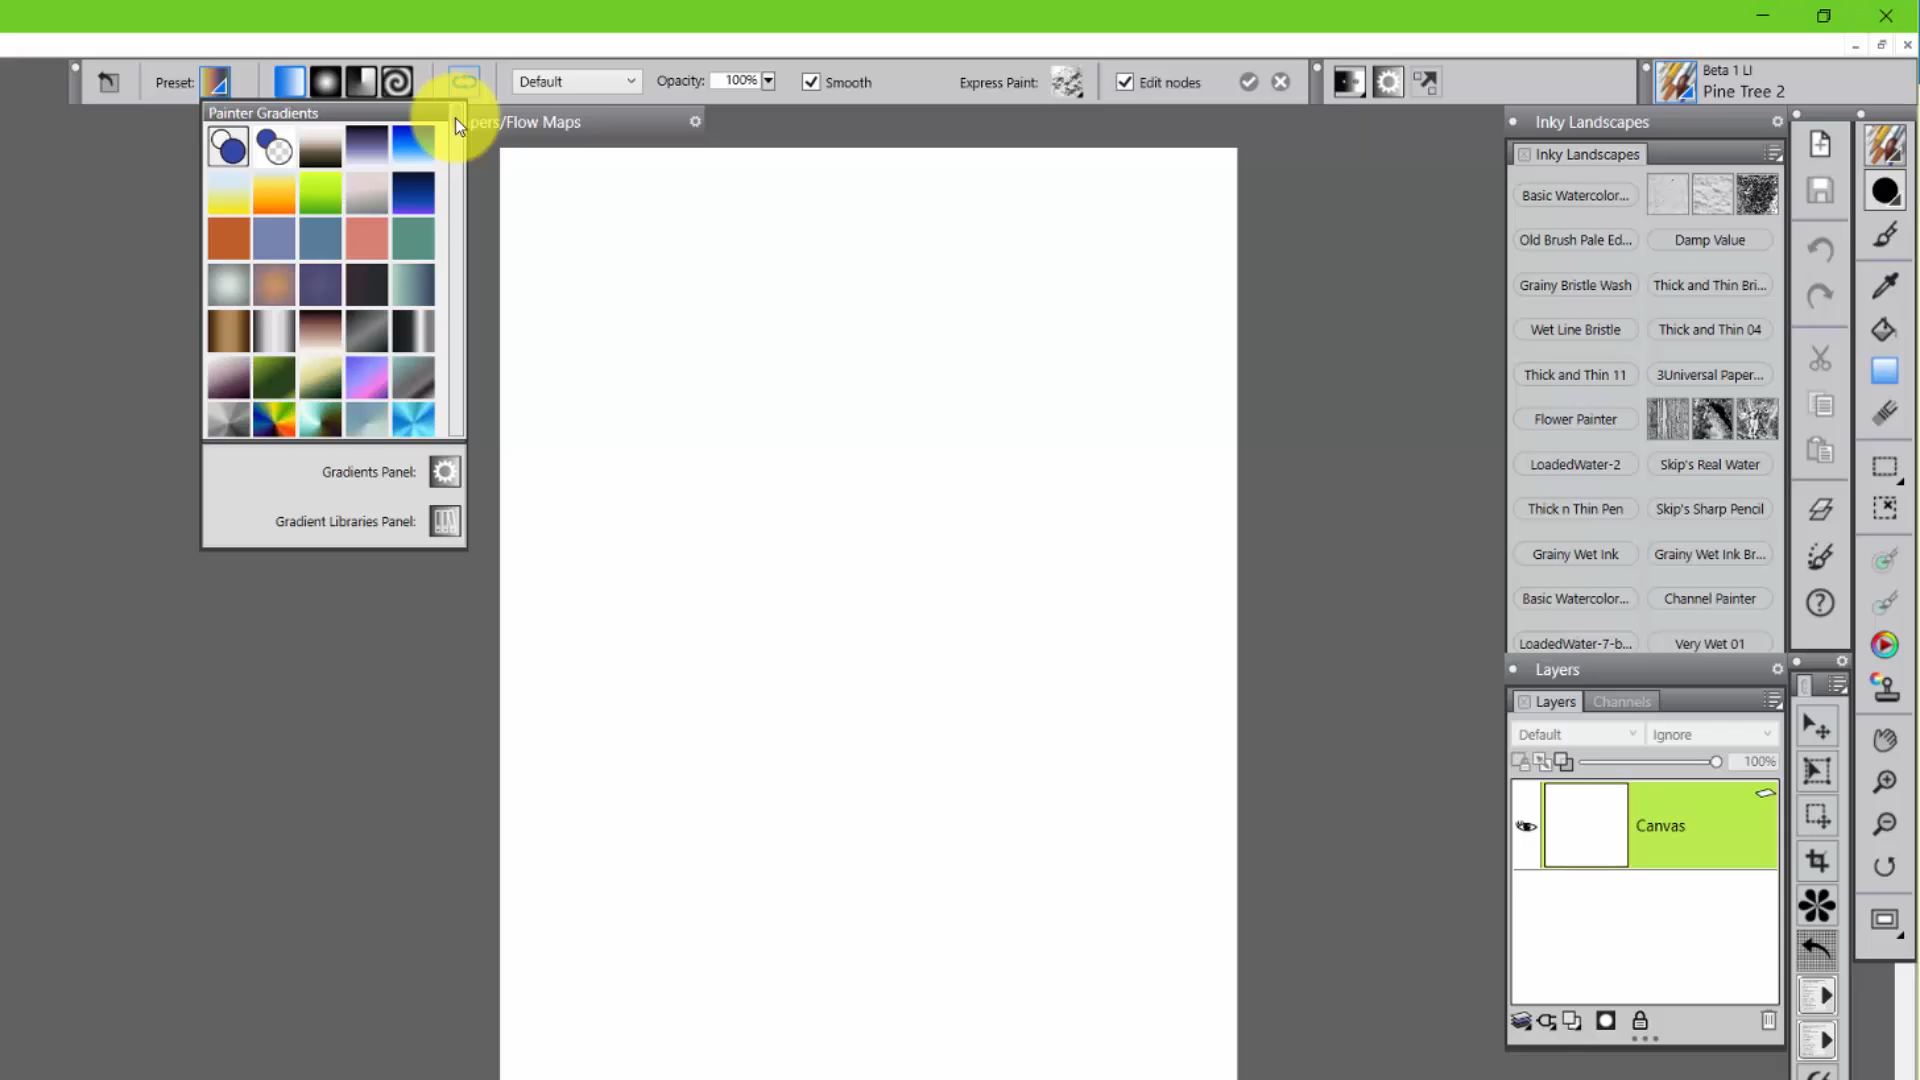 Preset:
Default
Opacity: 100%
Smooth
Express Paint:
Edit nodes
Beta 1 LI
Pine Tree 2
Painter Gradients
pers/Flow Maps
Gradients Panel:
Gradient Libraries Panel:
Inky Landscapes
Inky Landscapes
Basic Watercolor...
Old Brush Pale Ed... Damp Value
Grainy Bristle Wash Thick and Thin Bri...
Wet Line Bristle Thick and Thin 04
Thick and Thin 11 3Universal Paper...
Flower Painter
LoadedWater-2 Skip's Real Water
Thick n Thin Pen Skip's Sharp Pencil
Grainy Wet Ink Grainy Wet Ink Br...
Basic Watercolor... Channel Painter
LoadedWater-7-b... Very Wet 01
Layers
Layers Channels
Default Ignore
100%
Canvas